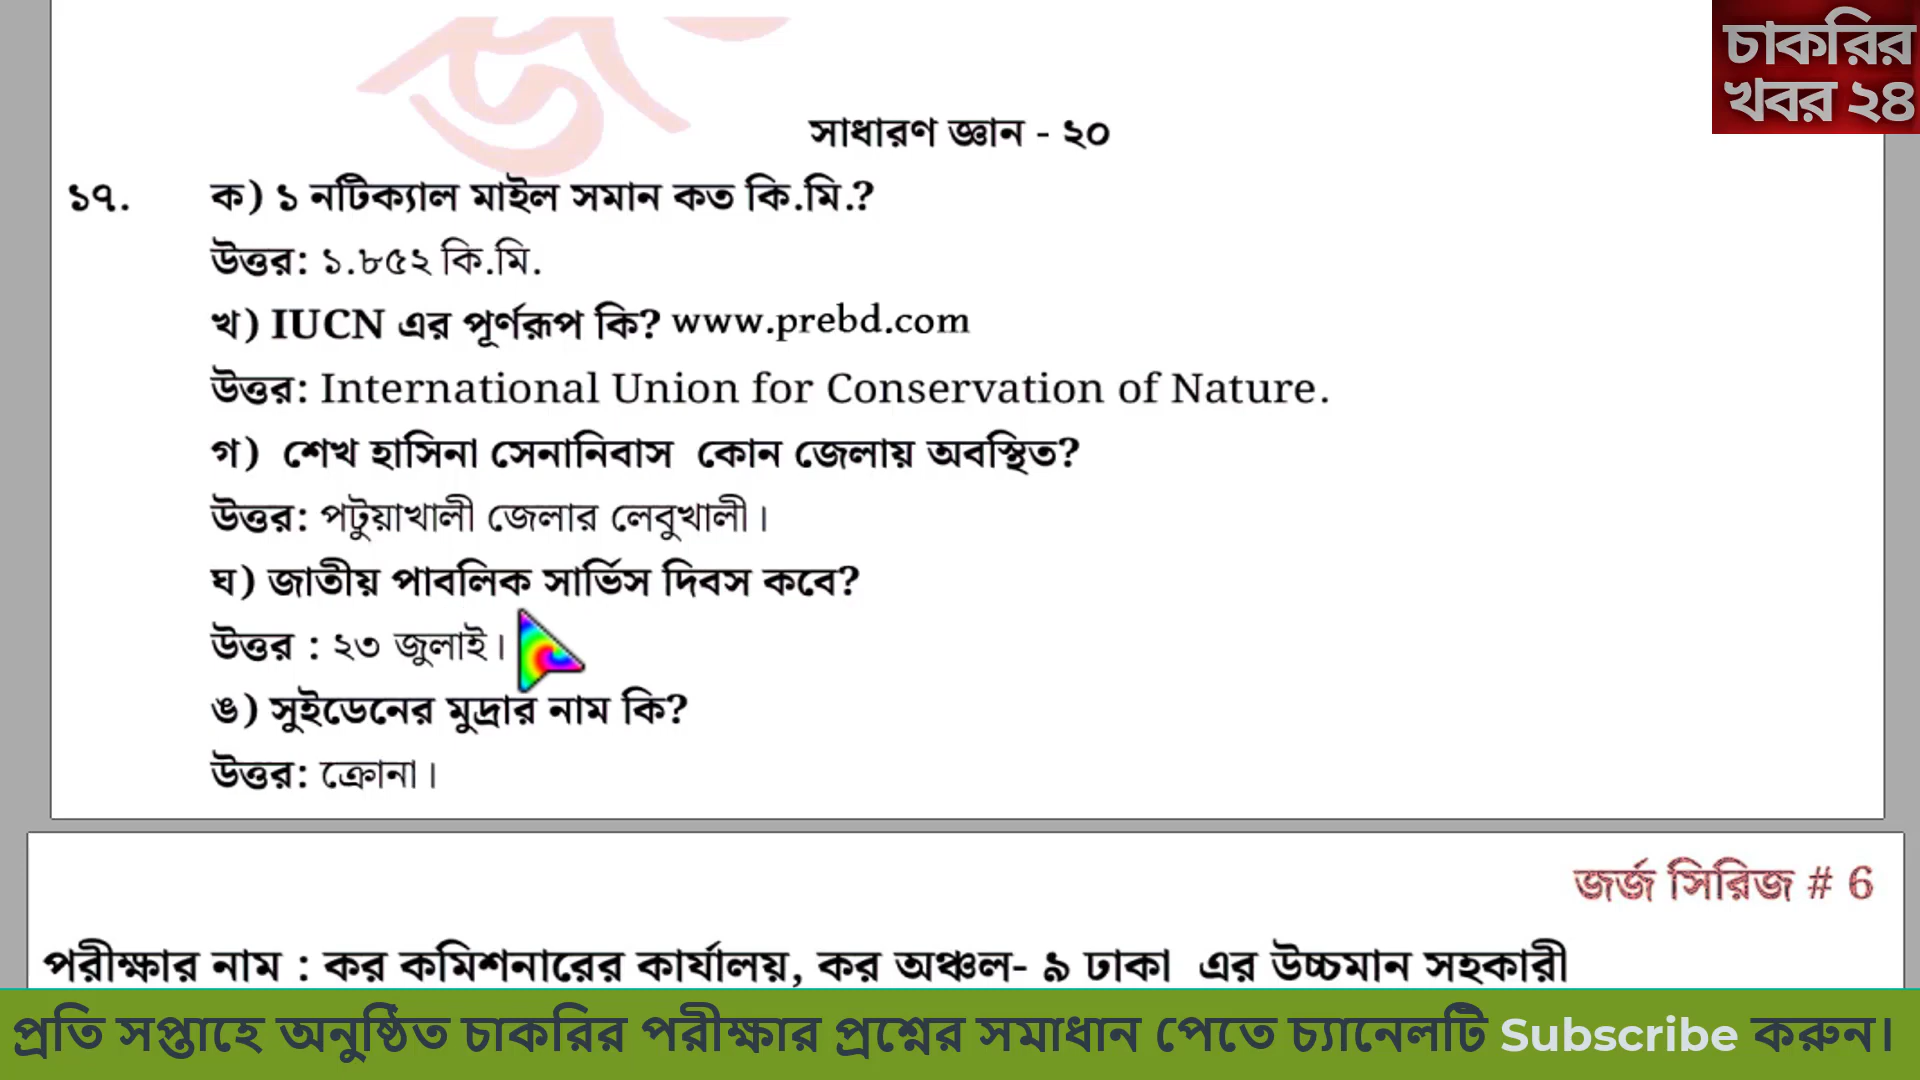 চাকরির
খবর ২৪
সাধারণ জ্ঞান - ২০
১৭. ক) ১ নটিক্যাল মাইল সমান কত কি.মি.?
উত্তর: ১.৮৫২ কি.মি.
খ) IUCN এর পূর্ণরূপ কি? www.prebd.com
উত্তর: International Union for Conservation of Nature.
গ) শেখ হাসিনা সেনানিবাস কোন জেলায় অবস্থিত?
উত্তর: পটুয়াখালী জেলার লেবুখালী।
ঘ) জাতীয় পাবলিক সার্ভিস দিবস কবে?
উত্তর : ২৩ জুলাই।
ঙ) সুইডেনের মুদ্রার নাম কি?
উত্তর: ক্রোনা।
জর্জ সিরিজ # 6
পরীক্ষার নাম : কর কমিশনারের কার্যালয়, কর অঞ্চল- ৯ ঢাকা এর উচ্চমান সহকারী
প্রতি সপ্তাহে অনুষ্ঠিত চাকরির পরীক্ষার প্রশ্নের সমাধান পেতে চ্যানেলটি Subscribe করুন।